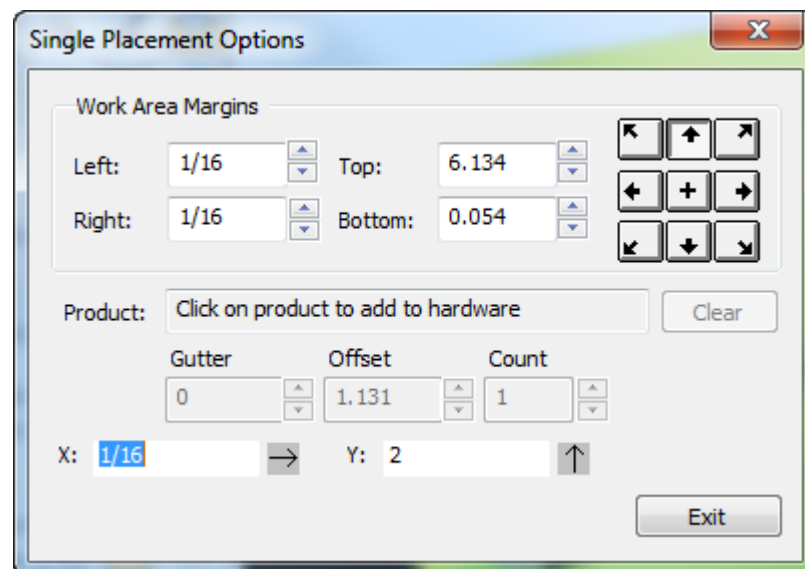 Single Placement Options
Work Area Margins
Left: 1/16 Top: 6.134
Right: 1/16 Bottom: 0.054
Product: Click on product to add to hardware Clear
Gutter Offset Count
0 1.131 1
X: 1/16 Y: 2
Exit